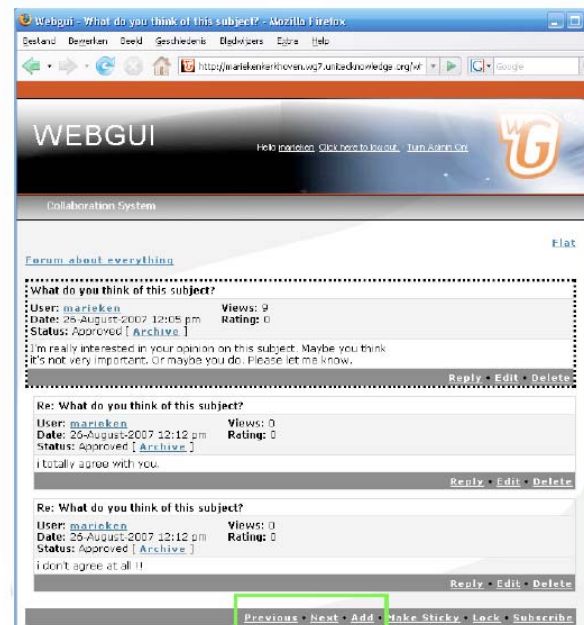 Webgui - What do you think of this subject? - Mozilla Firefox
Bestand Bewerken Beeld Geschiedenis Bladwijzers Extra Help
http://mariekenkerkhoven.wg7.unitedknowledge.org/wh
Google
WEBGUI
Hello marieken. Click here to log out. Turn Admin On!
WG
Collaboration System
Flat
Forum about everything
What do you think of this subject?
User: marieken Views: 9
Date: 26-August-2007 12:05 pm Rating: 0
Status: Approved [ Archive ]
I'm really interested in your opinion on this subject. Maybe you think
it's not very important. Or maybe you do. Please let me know.
Reply • Edit • Delete
Re: What do you think of this subject?
User: marieken Views: 0
Date: 26-August-2007 12:12 pm Rating: 0
Status: Approved [ Archive ]
i totally agree with you.
Reply • Edit • Delete
Re: What do you think of this subject?
User: marieken Views: 0
Date: 26-August-2007 12:12 pm Rating: 0
Status: Approved [ Archive ]
i don't agree at all !!
Reply • Edit • Delete
Previous • Next • Add • Make Sticky • Lock • Subscribe